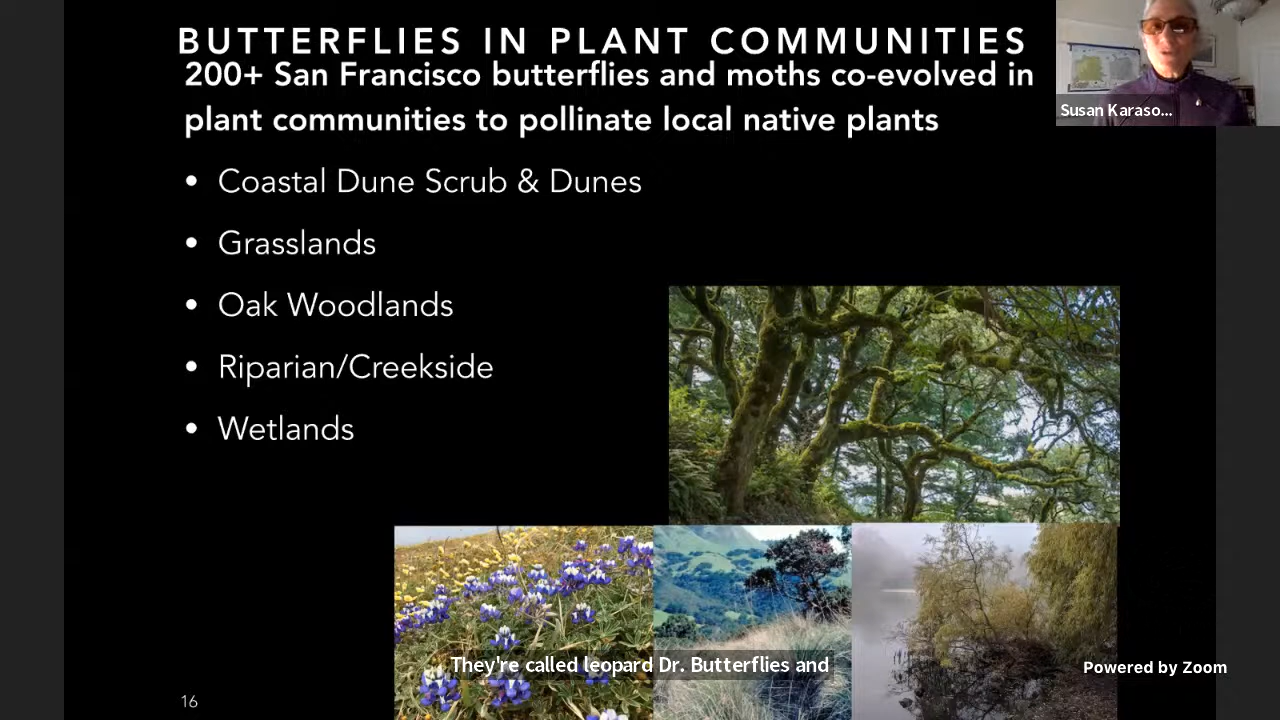 BUTTERFLIES IN PLANT COMMUNITIES
200+ San Francisco butterflies and moths co-evolved in
plant communities to pollinate local native plants
Susan Karaso...
• Coastal Dune Scrub & Dunes
• Grasslands
• Oak Woodlands
• Riparian/Creekside
• Wetlands
They're called leopard Dr. Butterflies and
Powered by Zoom
16